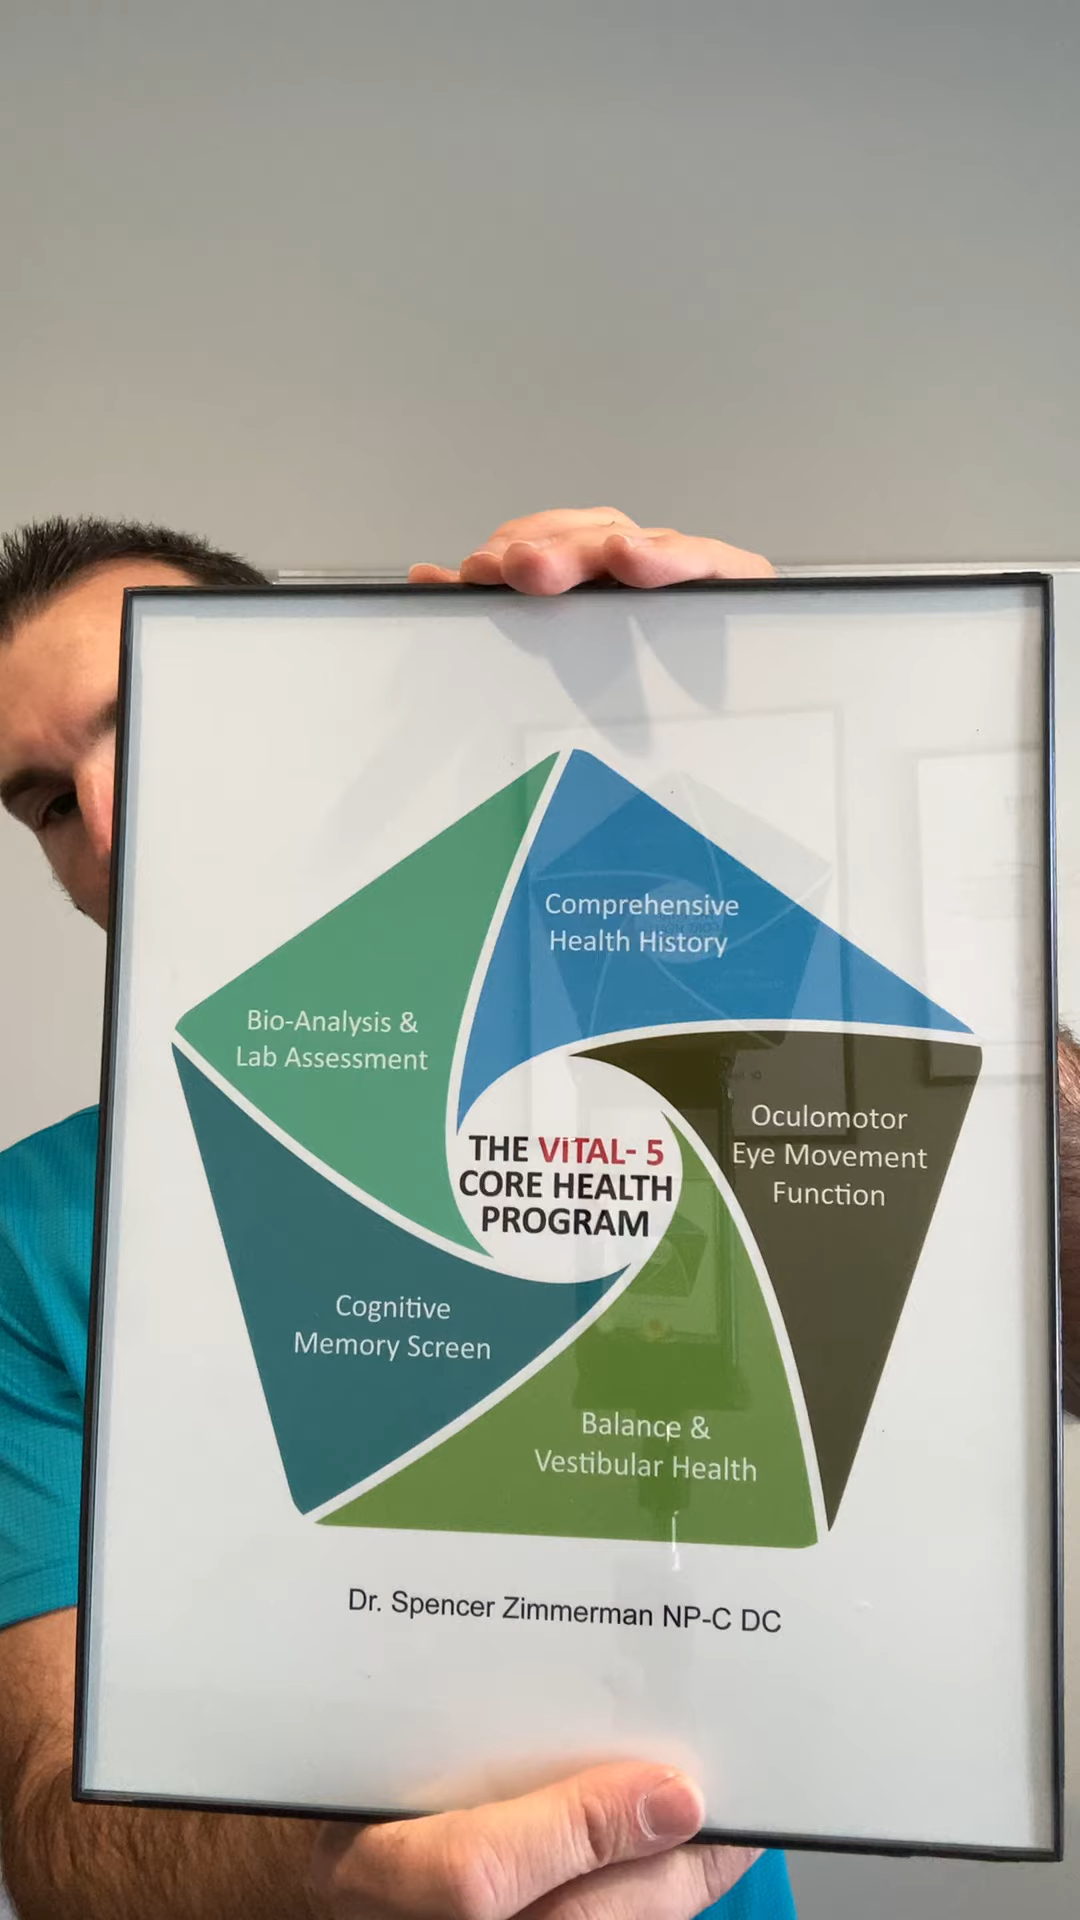 Comprehensive
Health History
Bio-Analysis &
Lab Assessment
Oculomotor
Eye Movement
Function
THE VITAL- 5
CORE HEALTH
PROGRAM
Cognitive
Memory Screen
Balance &
Vestibular Health
Dr. Spencer Zimmerman NP-C DC